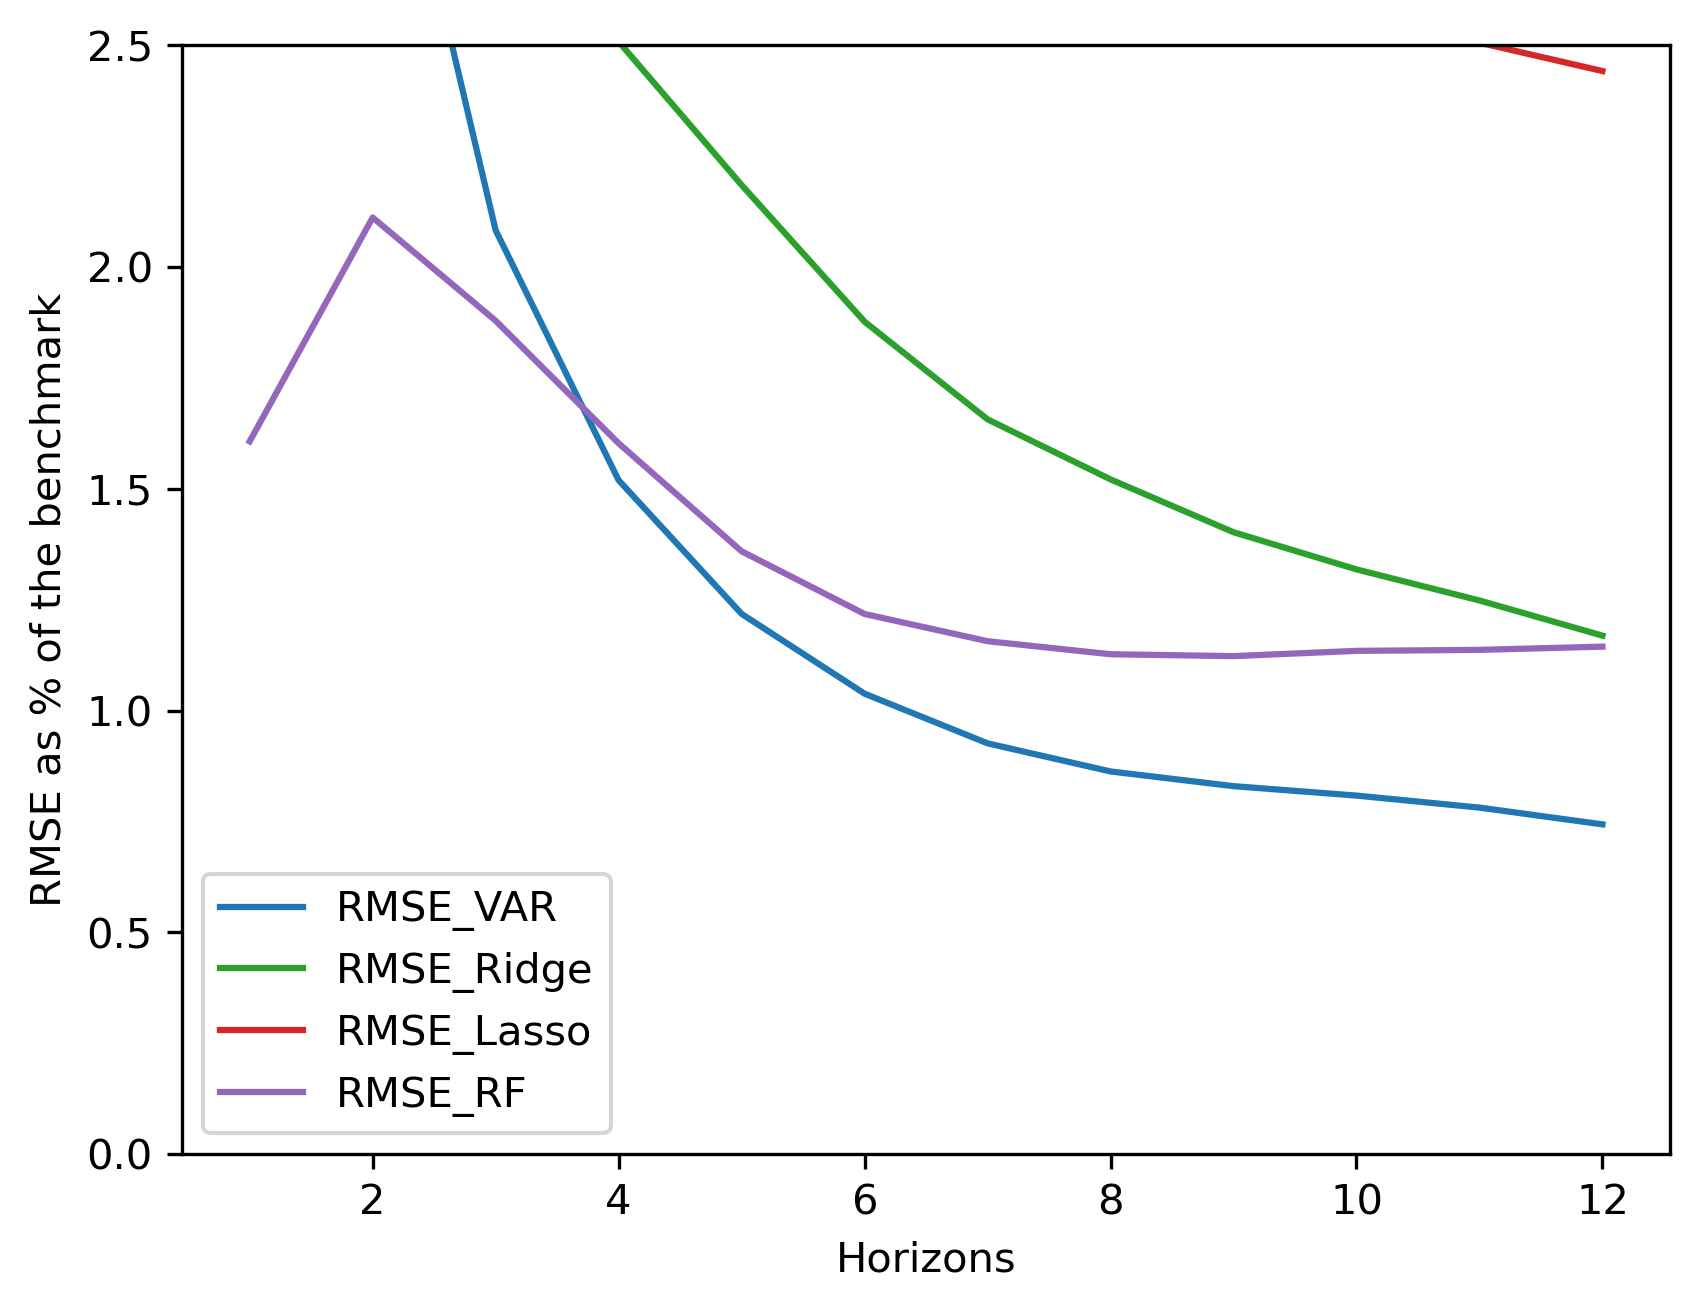 RMSE as % of the benchmark
2.5
2.0
1.5
1.0
0.5
0.0
RMSE_VAR
RMSE_Ridge
RMSE_Lasso
RMSE_RF
2 4 6 8 10 12
Horizons